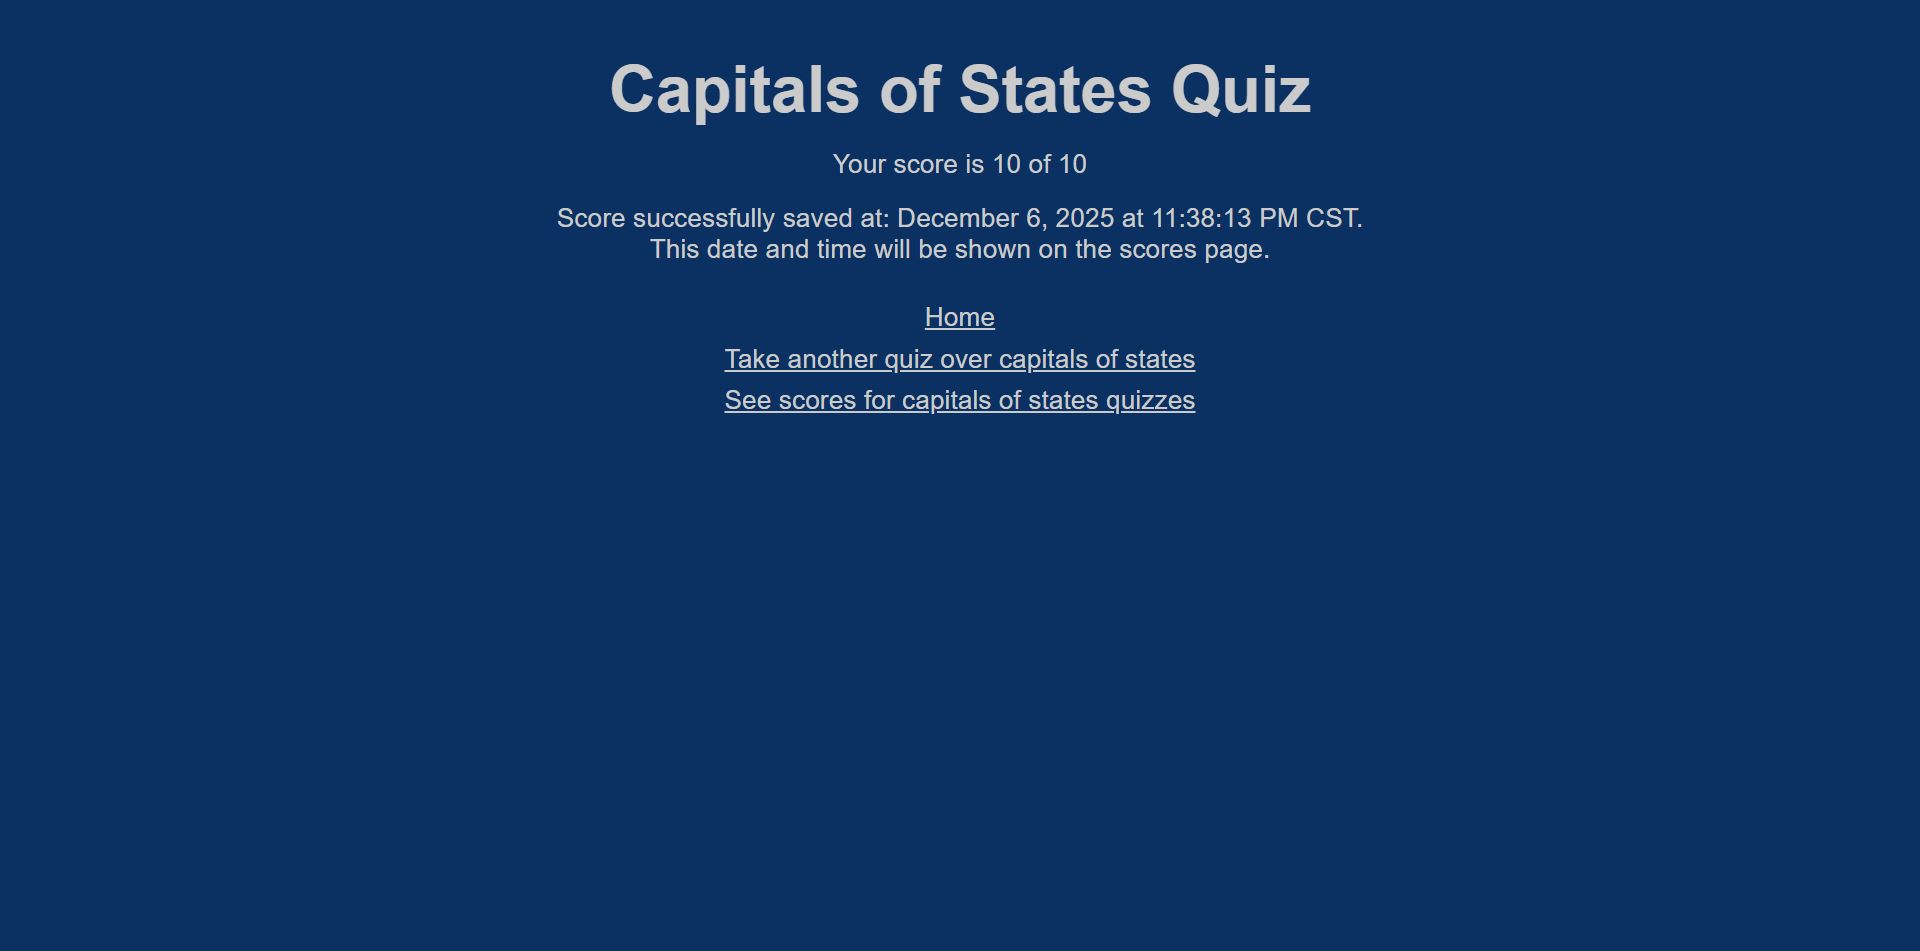 Capitals of States Quiz
Your score is 10 of 10
Score successfully saved at: December 6, 2025 at 11:38:13 PM CST.
This date and time will be shown on the scores page.
Home
Take another quiz over capitals of states
See scores for capitals of states quizzes